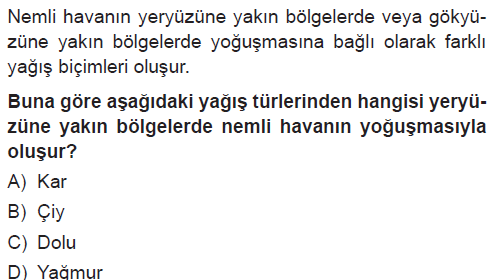 Nemli havanın yeryüzüne yakın bölgelerde veya gökyü-
züne yakın bölgelerde yoğuşmasına bağlı olarak farklı
yağış biçimleri oluşur.
Buna göre aşağıdaki yağış türlerinden hangisi yeryü-
züne yakın bölgelerde nemli havanın yoğuşmasıyla
oluşur?
A) Kar
B) Çiy
C) Dolu
D) Yağmur